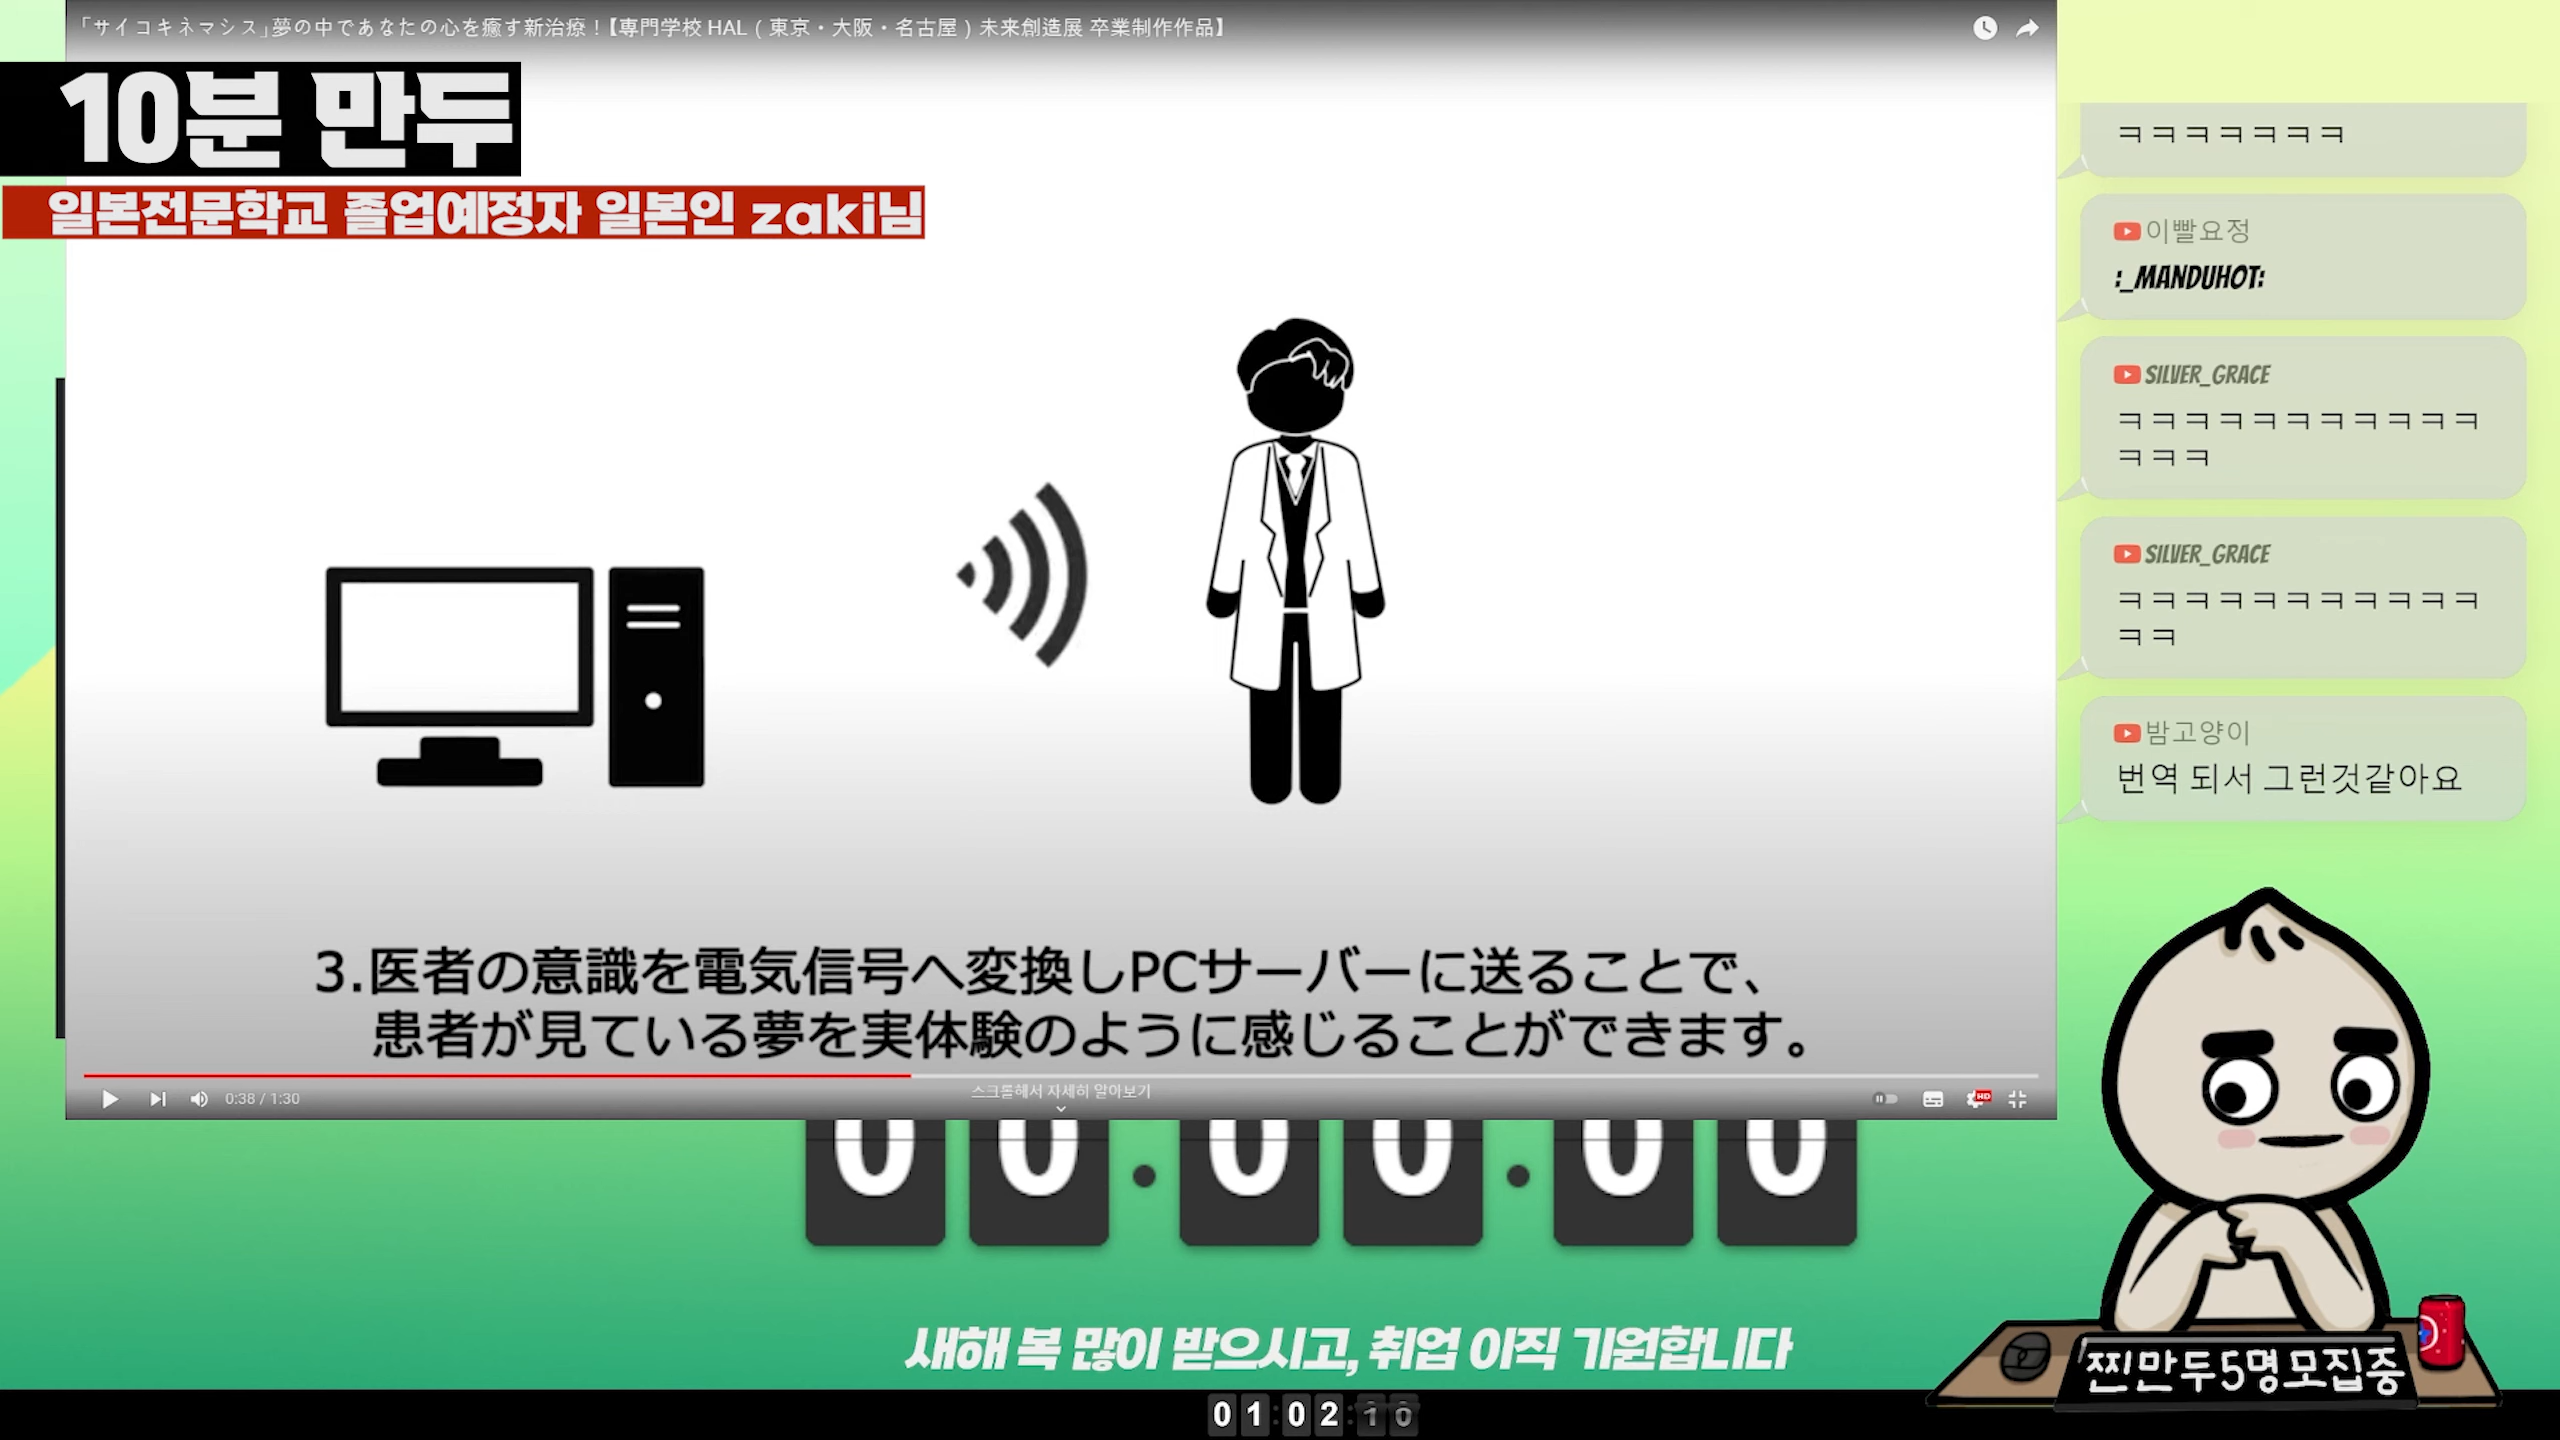 「サイコキネマシス」夢の中であなたの心を癒す新治療！【専門学校 HAL ( 東京・大阪・名古屋 ) 未来創造展 卒業制作作品】
10분 만두
일본전문학교 졸업예정자 일본인 zaki님
3.医者の意識を電気信号へ変換しPCサーバーに送ることで、
患者が見ている夢を実体験のように感じることができます。
0:38 / 1:30
스크롤해서 자세히 알아보기
HD
00.00.00
새해 복 많이 받으시고, 취업 이직 기원합니다
01:02:10
ㅋㅋㅋㅋㅋㅋㅋ
이빨요정
:_MANDUHOT:
SILVER_GRACE
ㅋㅋㅋㅋㅋㅋㅋㅋㅋㅋㅋ
ㅋㅋㅋ
SILVER_GRACE
ㅋㅋㅋㅋㅋㅋㅋㅋㅋㅋㅋ
ㅋㅋ
밤고양이
번역 되서 그런것같아요
찐만두5명모집중